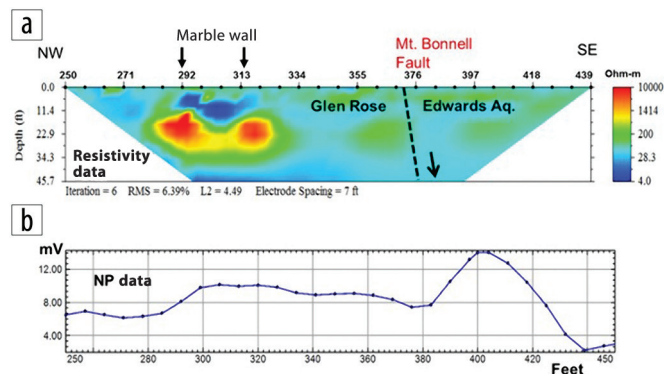 a
Marble wall
NW
Mt. Bonnell
Fault
SE
250 271 292 313 334 355 376 397 418 439
Ohm-m
Depth (ft)
0.0
11.4
22.9
34.3
45.7
Glen Rose
Edwards Aq.
Resistivity
data
10000
1414
200
28.3
4.0
Iteration = 6 RMS = 6.39% L2 = 4.49 Electrode Spacing = 7 ft
b
mV
NP data
12.00
8.00
4.00
250 280 300 320 340 360 380 400 420 450
Feet